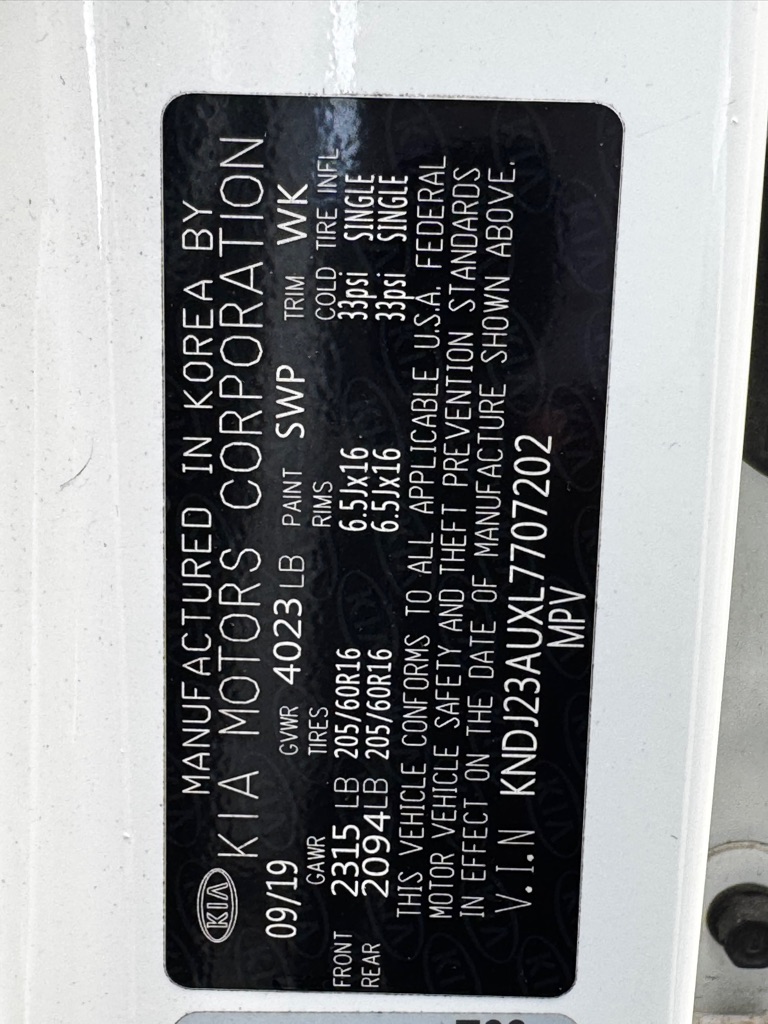 KIA MANUFACTURED IN KOREA BY
KIA MOTORS CORPORATION
09/19 GVWR 4023 LB PAINT SWP TRIM WK
GAWR TIRES RIMS COLD TIRE INFL
FRONT 2315 LB 205/60R16 6.5Jx16 33psi SINGLE
REAR 2094LB 205/60R16 6.5Jx16 33psi SINGLE
THIS VEHICLE CONFORMS TO ALL APPLICABLE U.S.A. FEDERAL
MOTOR VEHICLE SAFETY AND THEFT PREVENTION STANDARDS
IN EFFECT ON THE DATE OF MANUFACTURE SHOWN ABOVE.
V.I.N KNDJ23AUXL7707202
MPV